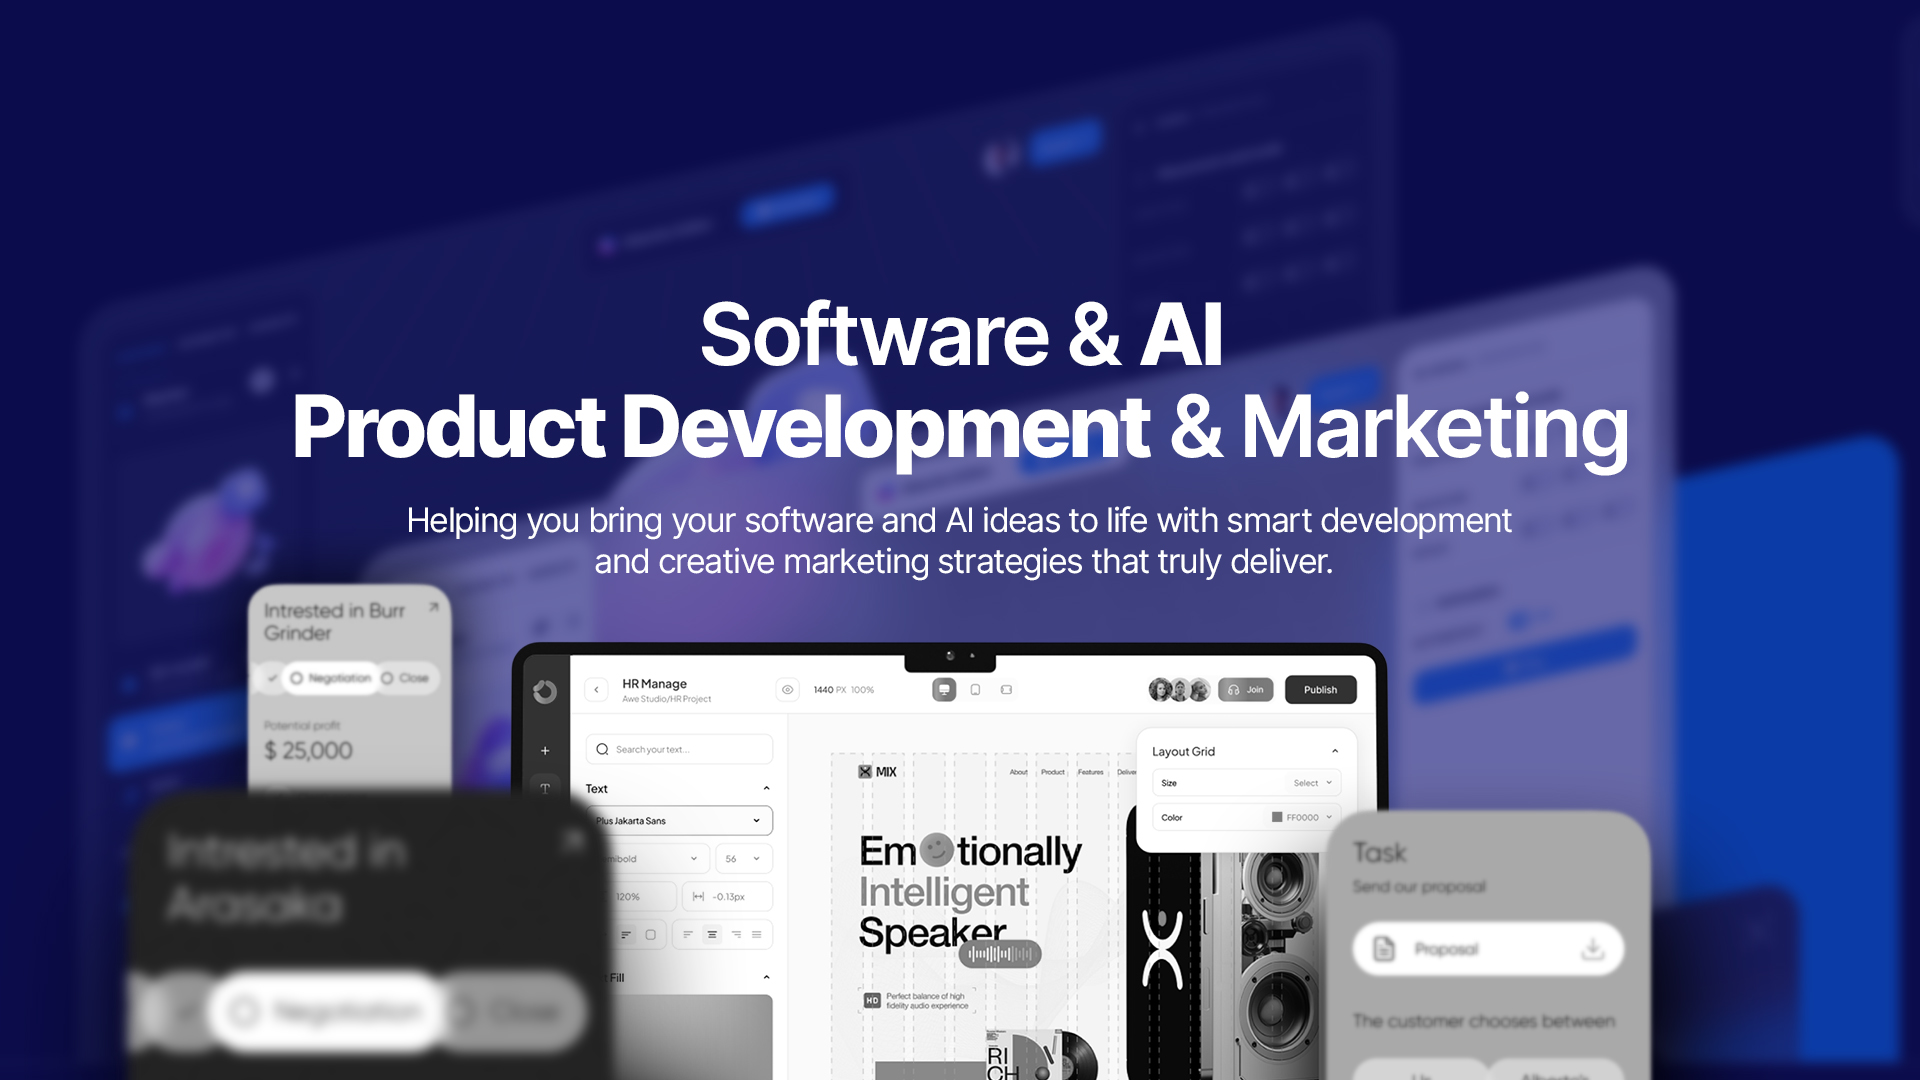 Software & AI
Product Development & Marketing
Helping you bring your software and AI ideas to life with smart development
and creative marketing strategies that truly deliver.
Intrested in Burr
Grinder
Negotiation
Close
Potential profit
$ 25,000
Intrested in
Arasaka
Negotiation
Close
HR Manage
Awe Studio/HR Project
1440 PX 100%
Join
Publish
Search your text...
Text
T
Plus Jakarta Sans
56
120%
-0.13px
Fill
MIX
About
Product
Features
Emotionally
Intelligent
Speaker
HD
Perfect balance of high
fidelity audio experience
RI
CH
Layout Grid
Size
Select
Color
FF0000
Task
Send our proposal
Proposal
The customer chooses between